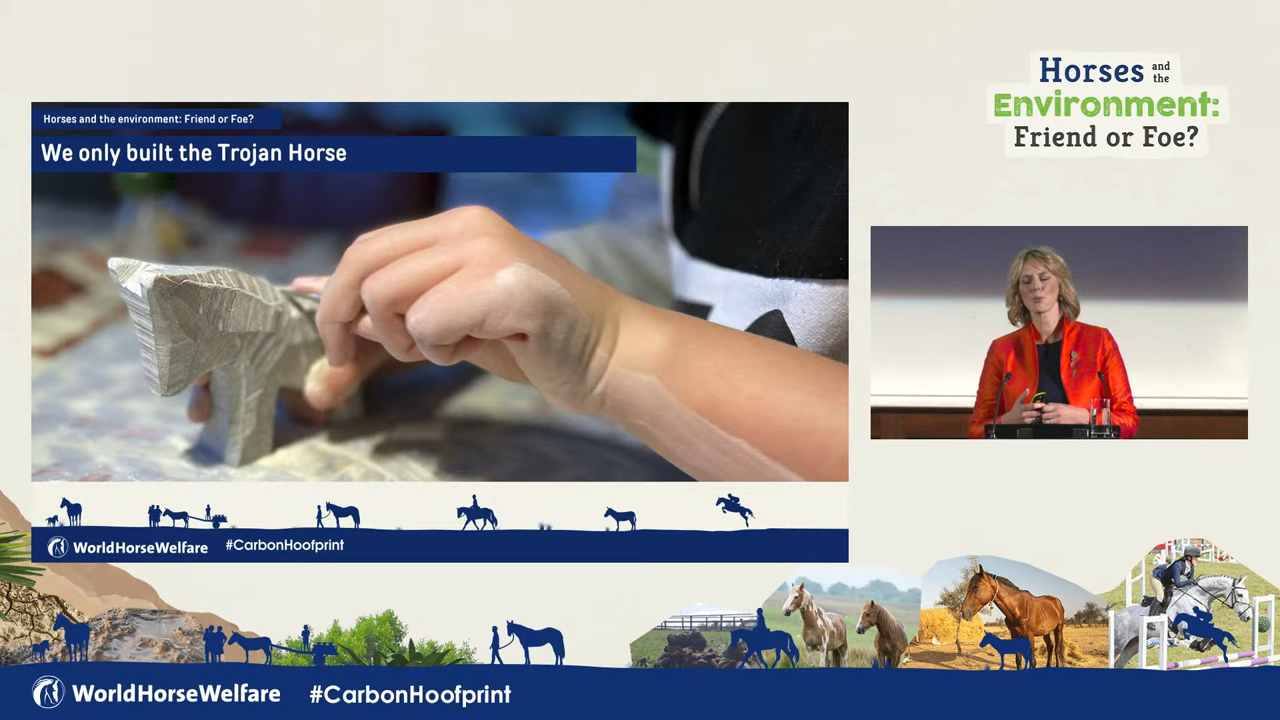 Horses and the
Environment:
Friend or Foe?
Horses and the environment: Friend or Foe?
We only built the Trojan Horse
WorldHorseWelfare #CarbonHoofprint
WorldHorseWelfare #CarbonHoofprint